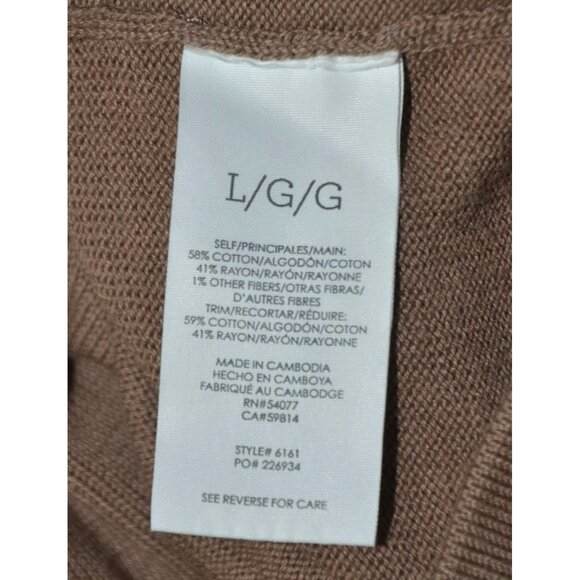 L/G/G
SELF/PRINCIPALES/MAIN:
58% COTTON/ALGODÓN/COTON
41% RAYON/RAYÓN/RAYONNE
1% OTHER FIBERS/OTRAS FIBRAS/
D'AUTRES FIBRES
TRIM/RECORTAR/RÉDUIRE:
59% COTTON/ALGODÓN/COTON
41% RAYON/RAYÓN/RAYONNE
MADE IN CAMBODIA
HECHO EN CAMBOYA
FABRIQUÉ AU CAMBODGE
RN#54077
CA#59814
STYLE# 6161
PO# 226934
SEE REVERSE FOR CARE